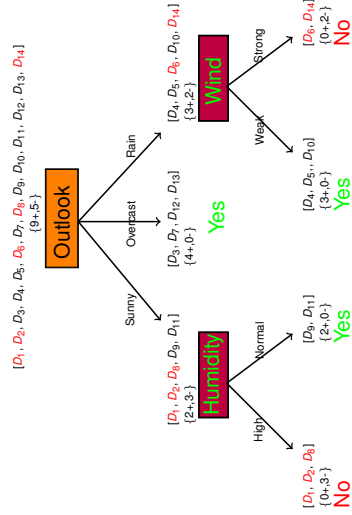 [D1, D2, D3, D4, D5, D6, D7, D8, D9, D10, D11, D12, D13, D14]
{9+,5-}
Outlook
Sunny
Overcast
Rain
[D1, D2, D8, D9, D11]
{2+,3-}
Humidity
[D3, D7, D12, D13]
{4+,0-}
Yes
[D4, D5, D6, D10, D14]
{3+,2-}
Wind
High
Normal
Weak
Strong
[D1, D2, D8]
{0+,3-}
No
[D9, D11]
{2+,0-}
Yes
[D4, D5,, D10]
{3+,0-}
Yes
[D6, D14]
{0+,2-}
No